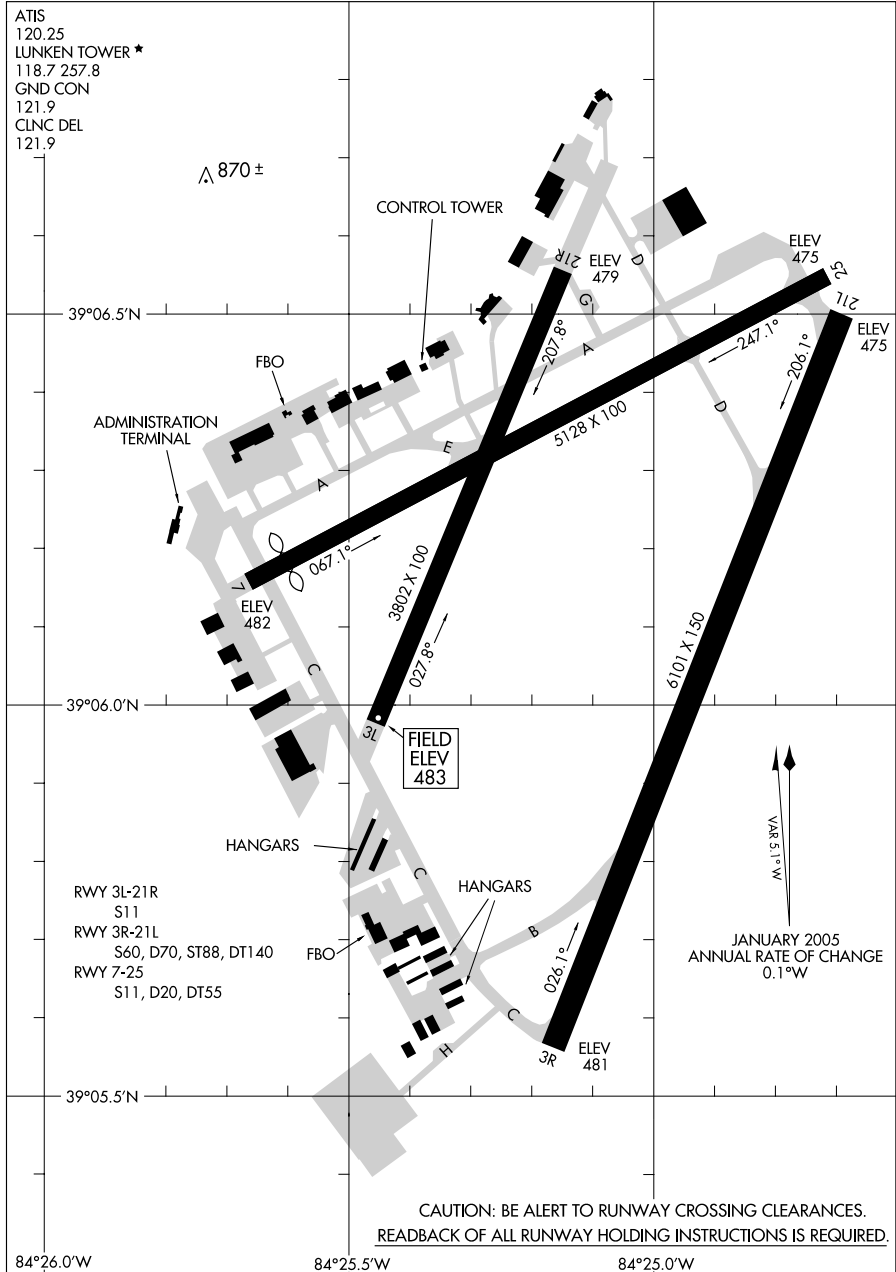 ATIS
120.25
LUNKEN TOWER ★
118.7 257.8
GND CON
121.9
CLNC DEL
121.9
870 ±
CONTROL TOWER
ELEV
475
25
21R
ELEV
479
D
21L
G
ELEV
475
39°06.5'N
207.8°
A
247.1°
206.1°
FBO
D
5128 X 100
ADMINISTRATION
TERMINAL
E
A
067.1°
7
3802 X 100
ELEV
482
027.8°
6101 X 150
C
39°06.0'N
3L
FIELD
ELEV
483
VAR 5.1° W
HANGARS
C
HANGARS
RWY 3L-21R
S11
RWY 3R-21L
S60, D70, ST88, DT140
RWY 7-25
S11, D20, DT55
FBO
B
JANUARY 2005
ANNUAL RATE OF CHANGE
0.1°W
026.1°
C
H
3R
ELEV
481
39°05.5'N
CAUTION: BE ALERT TO RUNWAY CROSSING CLEARANCES.
READBACK OF ALL RUNWAY HOLDING INSTRUCTIONS IS REQUIRED.
84°26.0'W
84°25.5'W
84°25.0'W